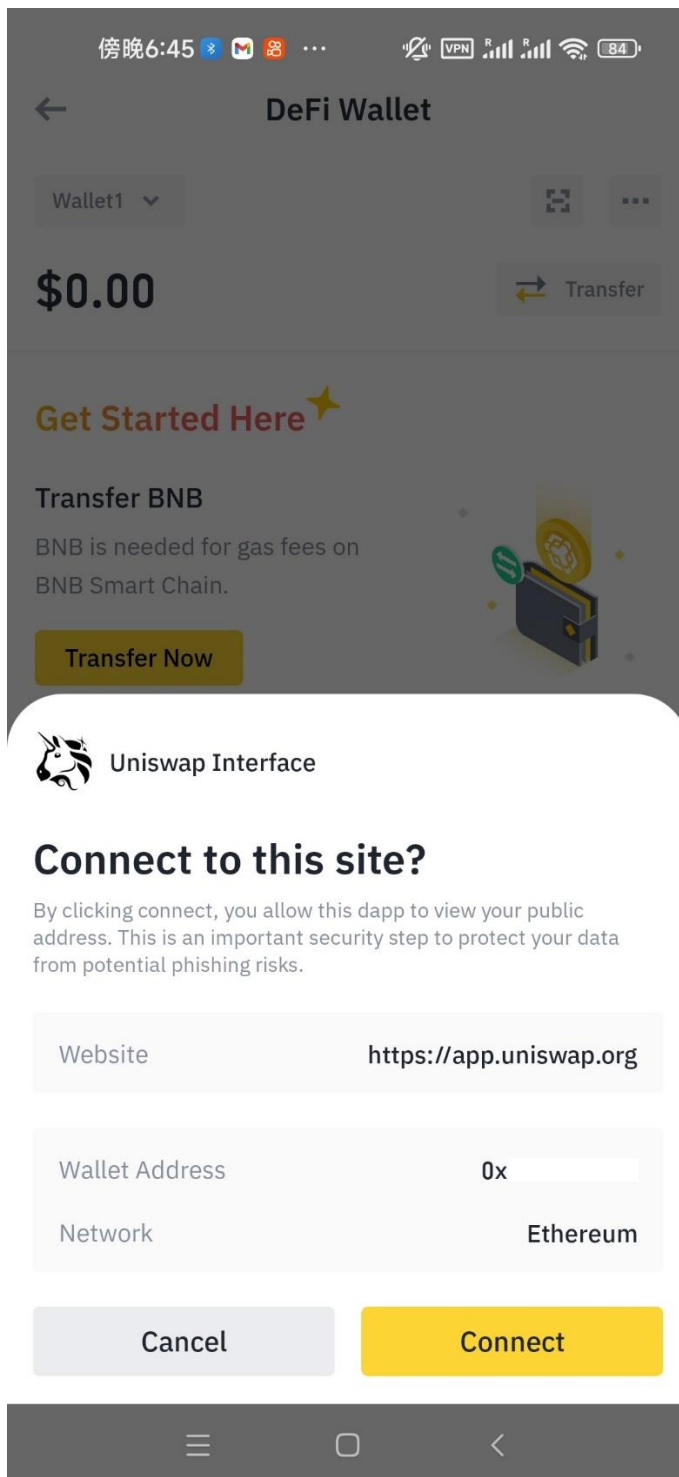 傍晚6:45
VPN R R 84
DeFi Wallet
Wallet1
$0.00
Transfer
Get Started Here
Transfer BNB
BNB is needed for gas fees on
BNB Smart Chain.
Transfer Now
Uniswap Interface
Connect to this site?
By clicking connect, you allow this dapp to view your public
address. This is an important security step to protect your data
from potential phishing risks.
Website https://app.uniswap.org
Wallet Address 0x
Network Ethereum
Cancel Connect